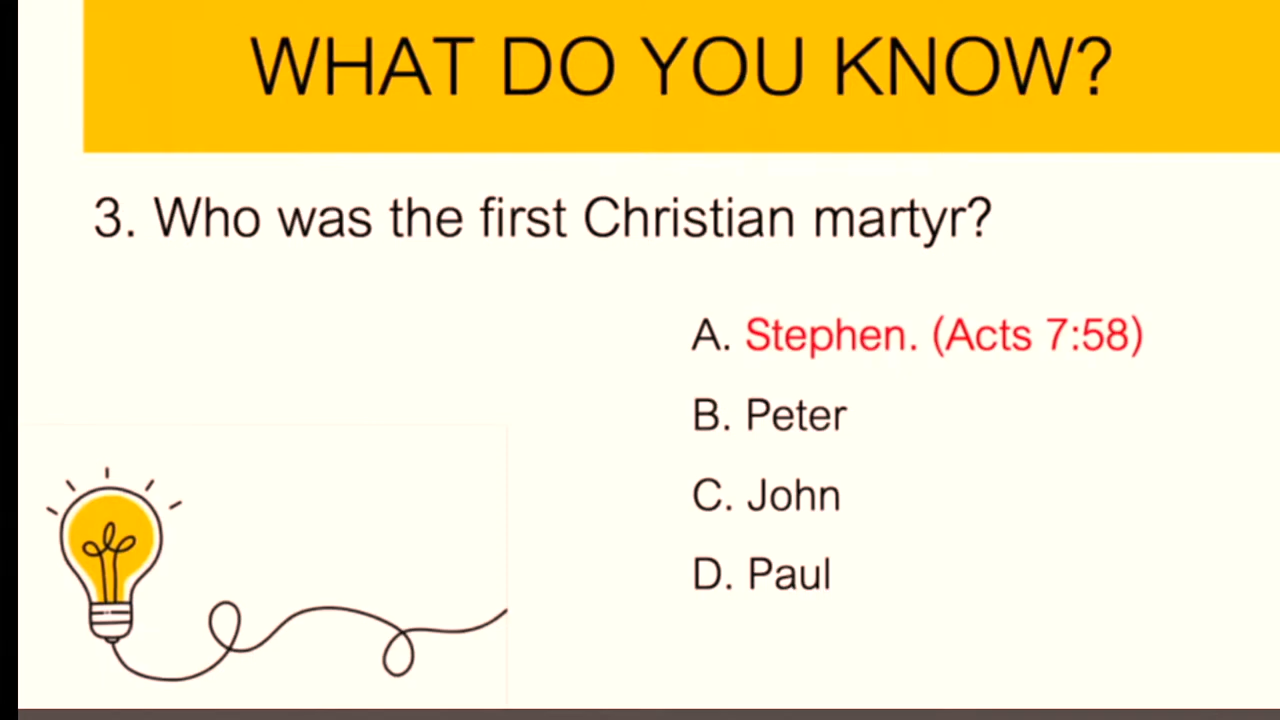 WHAT DO YOU KNOW?
3. Who was the first Christian martyr?
A. Stephen. (Acts 7:58)
B. Peter
C. John
D. Paul